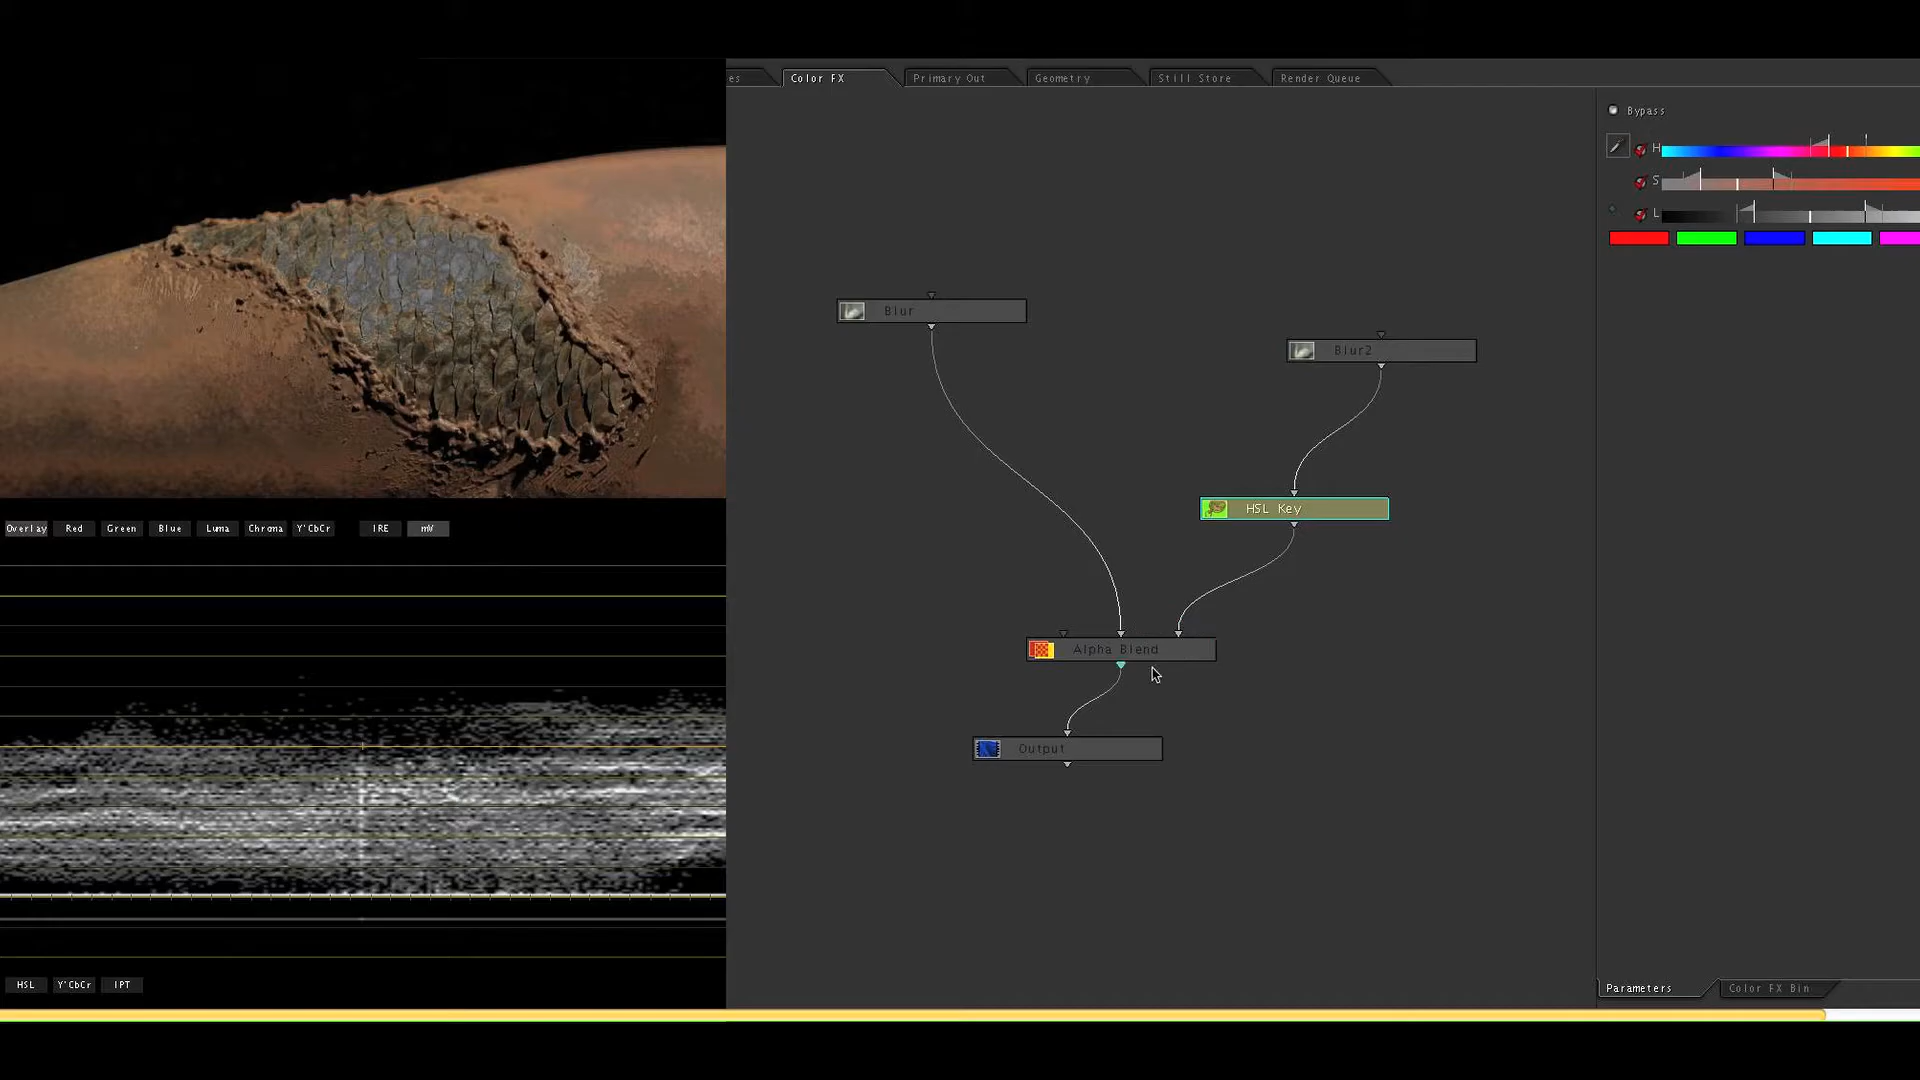 es
Color FX
Primary Out
Geometry
Still Store
Render Queue
Bypass
H
S
L
Blur
Blur2
HSL Key
Alpha Blend
Output
Overlay Red Green Blue Luma Chroma Y'CbCr IRE mV
HSL Y'CbCr IPT
Parameters
Color FX Bin